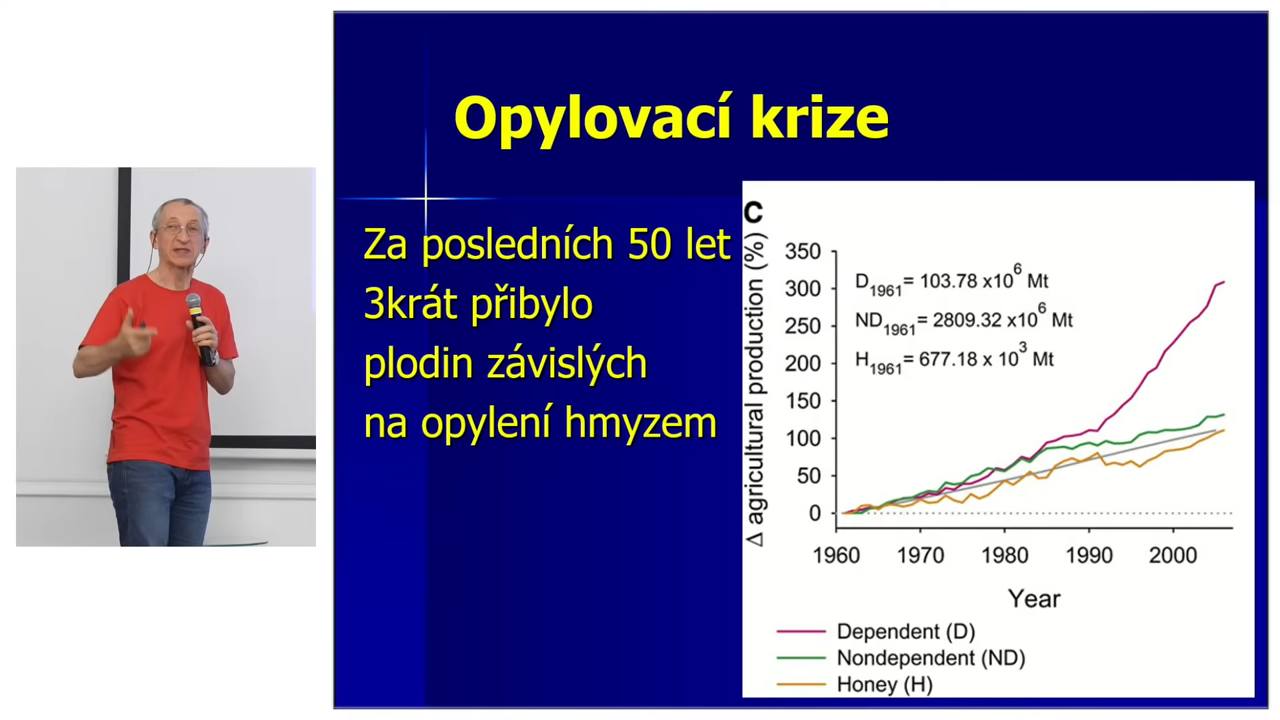 Opylovací krize
Za posledních 50 let
3krát přibylo
plodin závislých
na opylení hmyzem
C
Δ agricultural production (%)
350
300
250
200
150
100
50
0
D1961= 103.78 x10^6 Mt
ND1961= 2809.32 x10^6 Mt
H1961= 677.18 x 10^3 Mt
1960 1970 1980 1990 2000
Year
Dependent (D)
Nondependent (ND)
Honey (H)